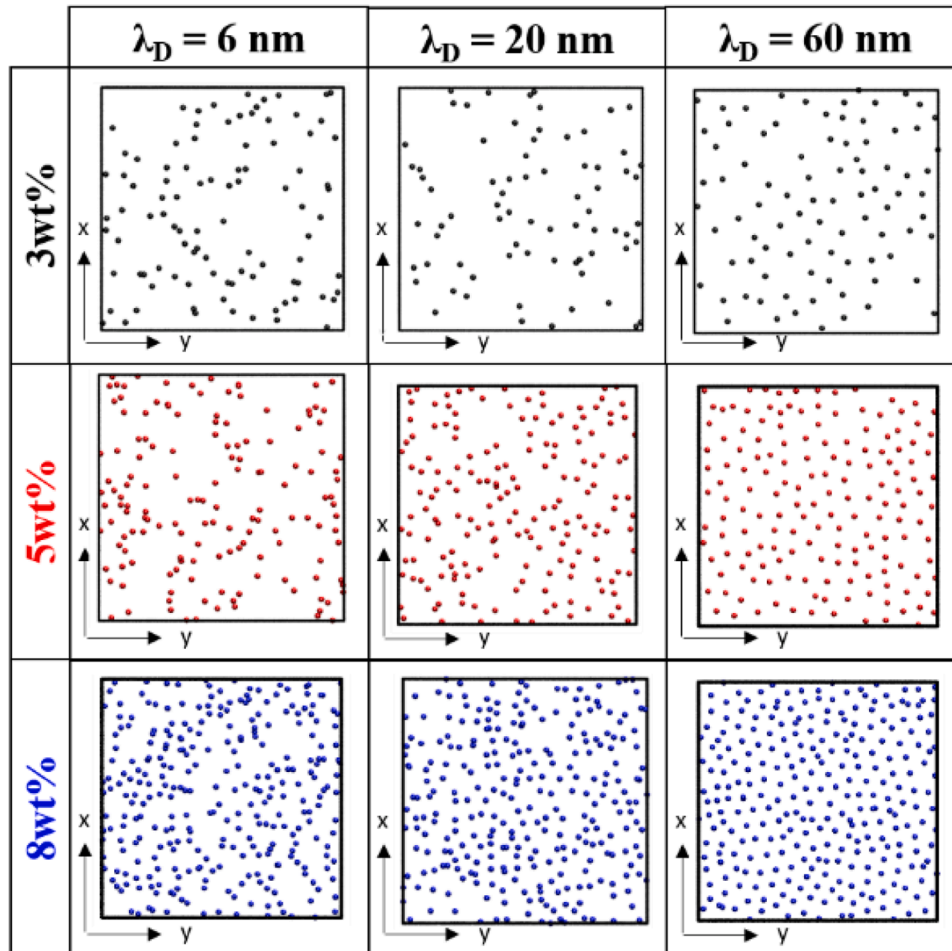 λD = 6 nm
λD = 20 nm
λD = 60 nm
3wt%
x
y
x
y
x
y
5wt%
x
y
x
y
x
y
8wt%
x
y
x
y
x
y